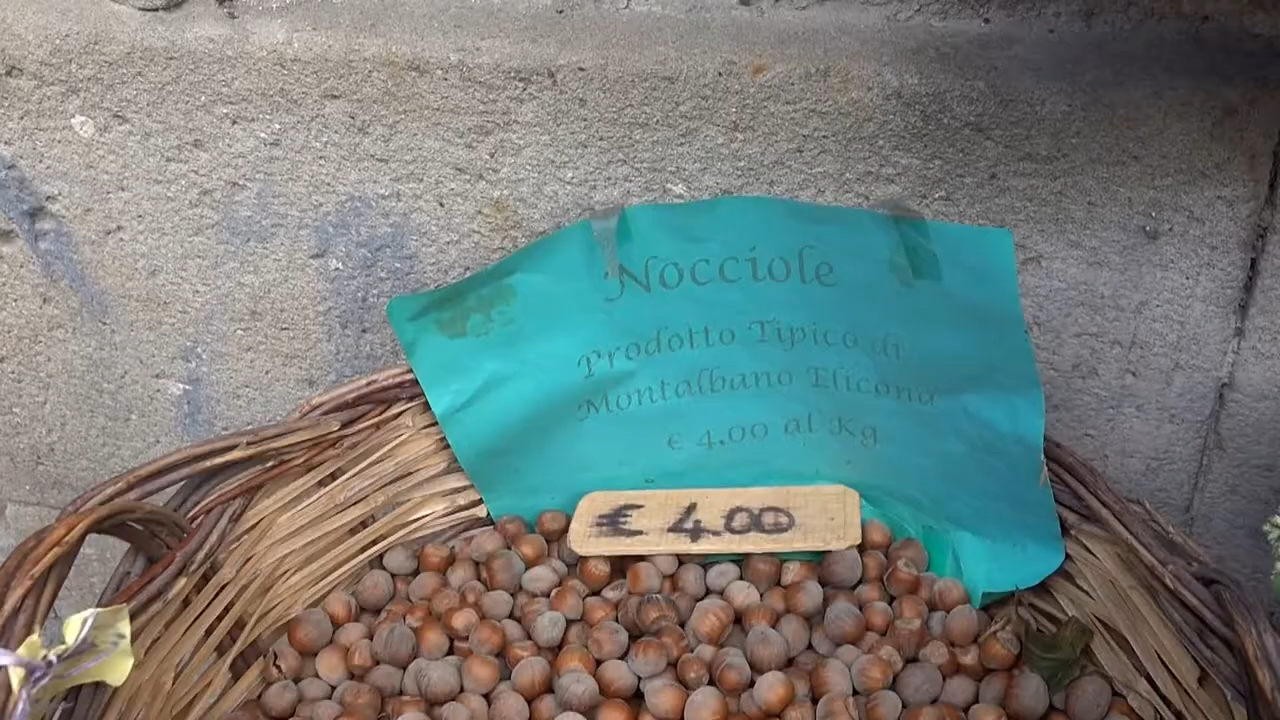 Nocciole
Prodotto Tipico di
Montalbano Elicona
€ 4.00 al Kg
€ 4.00